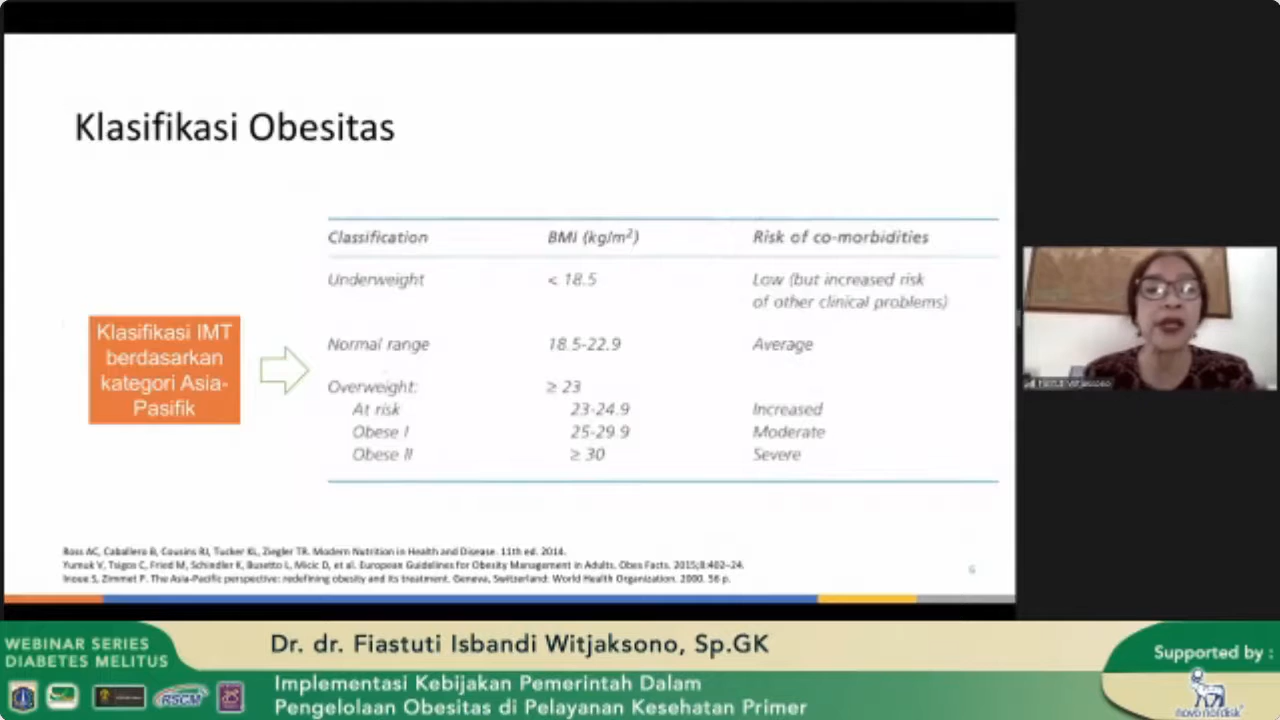 Klasifikasi Obesitas
Classification BMI (kg/m²) Risk of co-morbidities
Underweight < 18.5 Low (but increased risk
of other clinical problems)
Normal range 18.5-22.9 Average
Overweight: ≥ 23
At risk 23-24.9 Increased
Obese I 25-29.9 Moderate
Obese II ≥ 30 Severe
Klasifikasi IMT
berdasarkan
kategori Asia-
Pasifik
Ross AC, Caballero B, Cousins RJ, Tucker KL, Ziegler TR. Modern Nutrition in Health and Disease. 11th ed. 2014.
Yumuk V, Tsigos C, Fried M, Schindler K, Busetto L, Micic D, et al. European Guidelines for Obesity Management in Adults. Obes Facts. 2015;8:402–24.
Inoue S, Zimmet P. The Asia-Pacific perspective: redefining obesity and its treatment. Geneva, Switzerland: World Health Organization. 2000. 56 p.
6
Witjaksono
WEBINAR SERIES
DIABETES MELITUS
Dr. dr. Fiastuti Isbandi Witjaksono, Sp.GK
Implementasi Kebijakan Pemerintah Dalam
Pengelolaan Obesitas di Pelayanan Kesehatan Primer
RSCM
Supported by :
novo nordisk